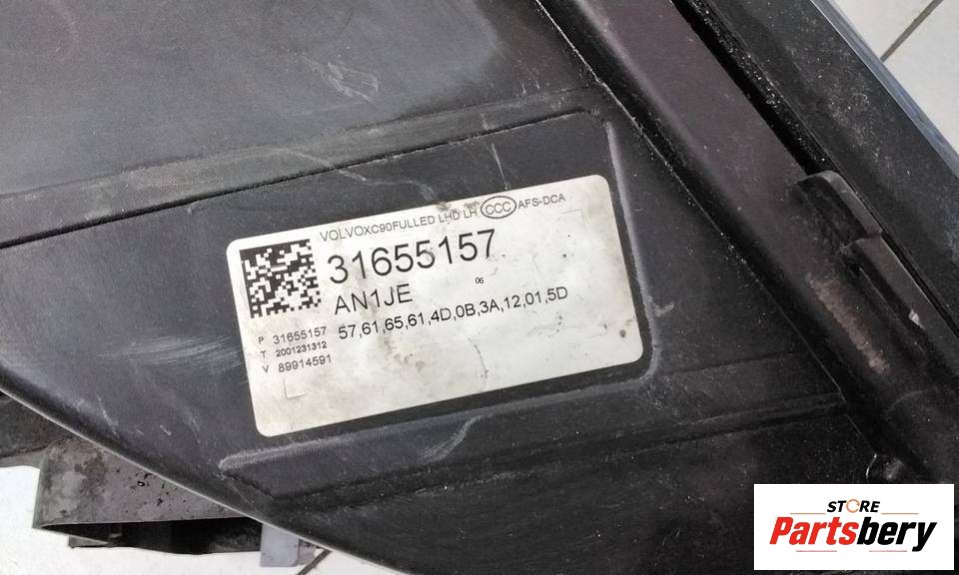 VOLVOXC90FULLED LHD LH CCC AFS-DCA
31655157
AN1JE 06
57,61,65,61,4D,0B,3A,12,01,5D
P 31655157
T 2001231312
V 89914591
STORE
Partsbery